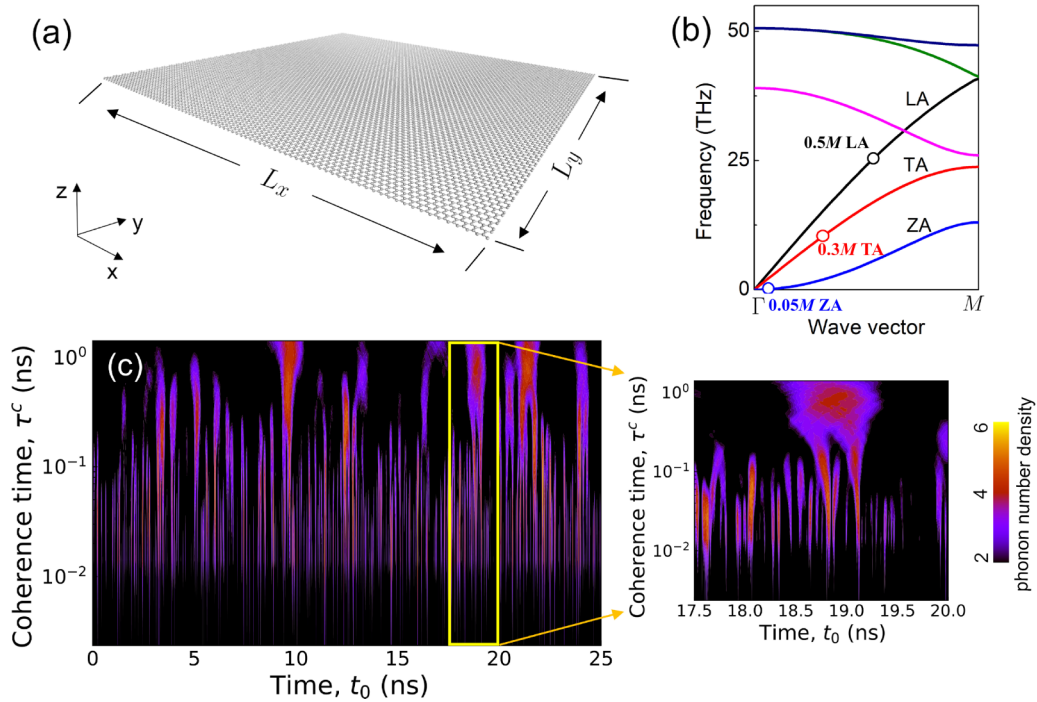 (a)
L_x
L_y
z
y
x
(b)
Frequency (THz)
50
25
0
LA
0.5M LA
TA
0.3M TA
ZA
0.05M ZA
Γ
M
Wave vector
(c)
Coherence time, τ^c (ns)
10^0
10^-1
10^-2
0 5 10 15 20 25
Time, t_0 (ns)
Coherence time, τ^c (ns)
10^0
10^-1
10^-2
17.5 18.0 18.5 19.0 19.5 20.0
Time, t_0 (ns)
6
4
2
phonon number density